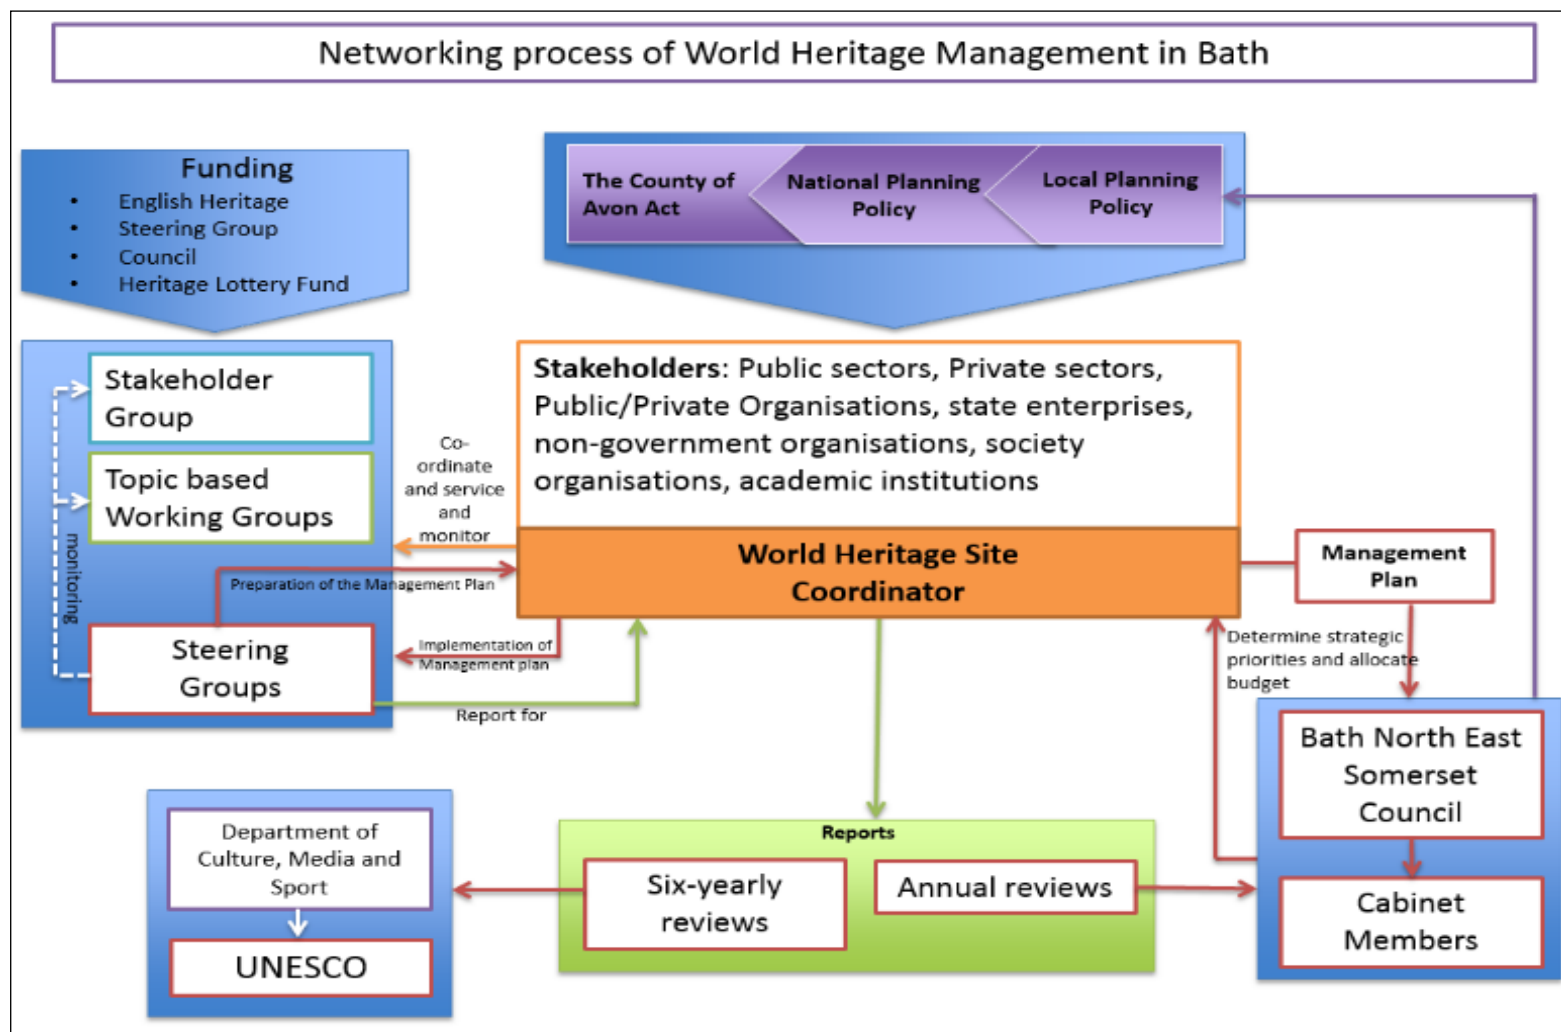 Networking process of World Heritage Management in Bath
Funding
• English Heritage
• Steering Group
• Council
• Heritage Lottery Fund
The County of
Avon Act
National Planning
Policy
Local Planning
Policy
Stakeholder
Group
Topic based
Working Groups
monitoring
Steering
Groups
Co-
ordinate
and service
and
monitor
Preparation of the Management Plan
Implementation of
Management plan
Report for
Stakeholders: Public sectors, Private sectors,
Public/Private Organisations, state enterprises,
non-government organisations, society
organisations, academic institutions
World Heritage Site
Coordinator
Management
Plan
Determine strategic
priorities and allocate
budget
Bath North East
Somerset
Council
Cabinet
Members
Reports
Six-yearly
reviews
Annual reviews
Department of
Culture, Media and
Sport
UNESCO